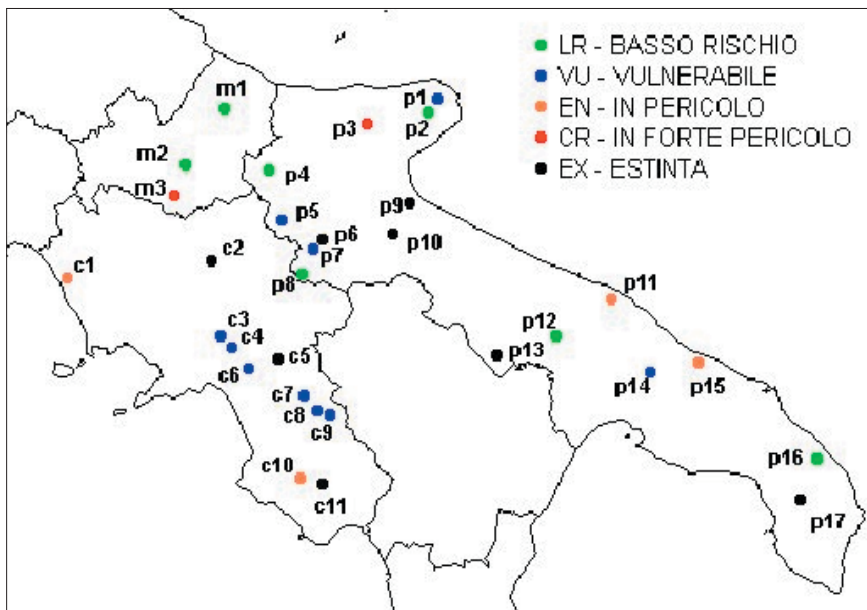 LR - BASSO RISCHIO
VU - VULNERABILE
EN - IN PERICOLO
CR - IN FORTE PERICOLO
EX - ESTINTA
m1
p1
p2
p3
m2
p4
m3
p5
p9
p6
p10
c2
p7
c1
p8
p11
c3
c4
p12
c5
p13
c6
p14
p15
c7
c8
c9
p16
c10
c11
p17